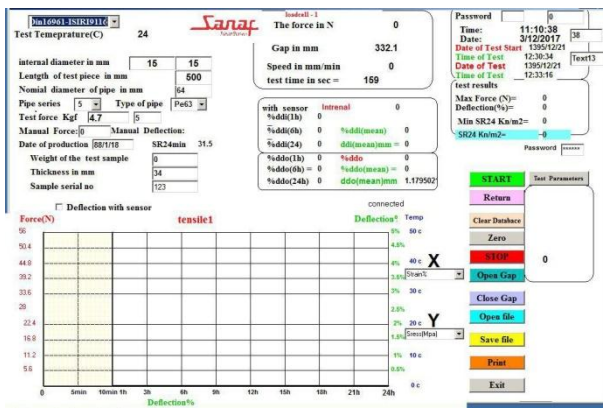 Din16961-ISIRI9116
Test Temeprature(C) 24
internal diameter in mm 15 15
Leantgth of test piece in mm 500
Nomial diameter of pipe in mm 64
Pipe series 5 Type of pipe Pe63
Test force Kgf 4.7 5
Manual Force: 0 Manual Deflection:
Date of production 88/1/18 SR24min 31.5
Weight of the test sample 0
Thickness in mm 34
Sample serial no 123
Deflection with sensor
Sanaf
loadcell - 1
The force in N 0
Gap in mm 332.1
Speed in mm/min 0
test time in sec = 159
with sensor Intrenal 0
%ddi(1h) 0
%ddi(6h) 0 %ddi(mean) 0
%ddi(24) 0 ddi(mean)mm = 0
%ddo(1h) 0 %ddo 0
%ddo(6h) = 0 %ddo(mean) = 0
%ddo(24h) 0 ddo(mean)mm 1.179502
Password 0
Time: 11:10:38
Date: 3/12/2017 38
Date of Test Start 1395/12/21
Time of Test 12:30:34 Text13
Date of Test 1395/12/21
Time of Test 12:33:16
test results
Max Force (N)= 0
Deflection(%)= 0
Min SR24 Kn/m2= 0
SR24 Kn/m2= 0
Password ******
START Test Parameters
Return
Clear Database
Zero
STOP 0
Open Gap
Close Gap
Open file
Save file
Print
Exit
connected
Force(N) tensile1 Deflection% Temp
56 5% 50 c
50.4 4.5%
44.8 4% 40 c X
39.2 3.5% Strain%
33.6 3% 30 c
28 2.5%
22.4 2% 20 c Y
16.8 1.5% Sress(Mpa)
11.2 1% 10 c
5.6 0.5%
0 c
0 5min 10min 1h 3h 6h 9h 12h 15h 18h 21h 24h
Deflection%